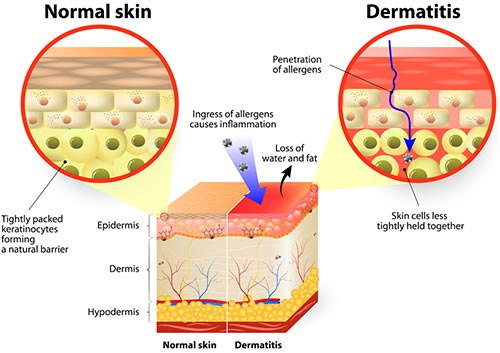 Normal skin
Dermatitis
Penetration
of allergens
Ingress of allergens
causes inflammation
Loss of
water and fat
Tightly packed
keratinocytes
forming
a natural barrier
Skin cells less
tightly held together
Epidermis
Dermis
Hypodermis
Normal skin
Dermatitis